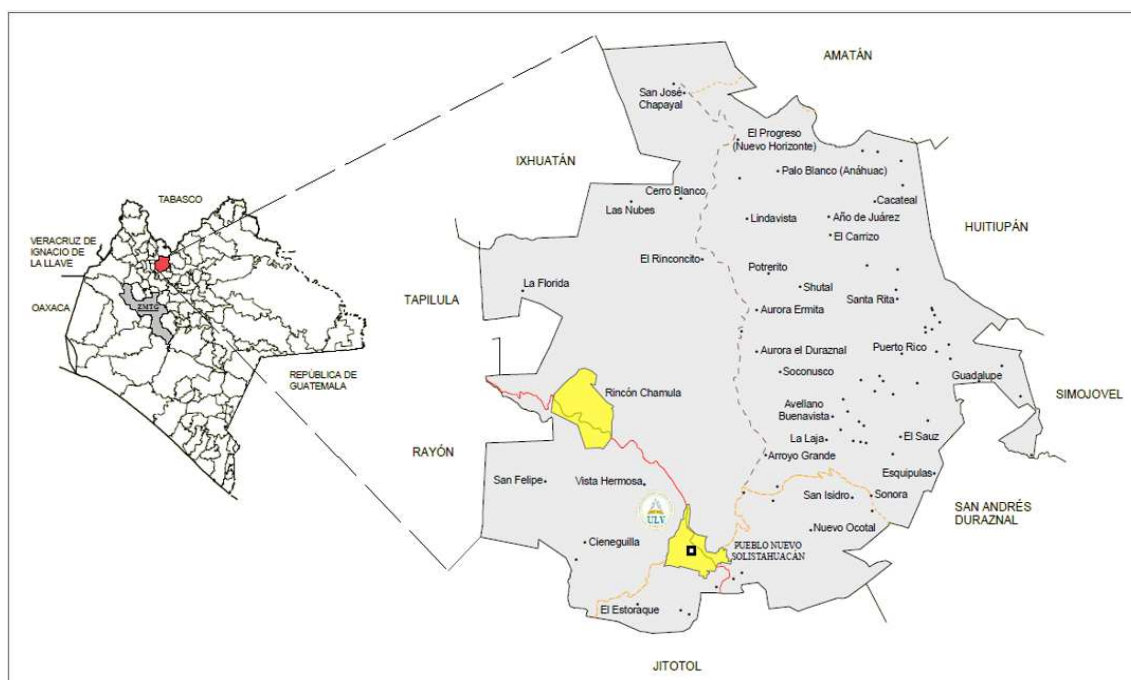 TABASCO
VERACRUZ DE
IGNACIO DE
LA LLAVE
OAXACA
ZMTG
REPÚBLICA DE
GUATEMALA
AMATÁN
IXHUATÁN
HUITIUPÁN
TAPILULA
SIMOJOVEL
RAYÓN
SAN ANDRÉS
DURAZNAL
JITOTOL
San José
Chapayal
El Progreso
(Nuevo Horizonte)
Palo Blanco (Anáhuac)
Cerro Blanco
Las Nubes
Cacateal
Lindavista
Año de Juárez
El Carrizo
El Rinconcito
Potrerito
La Florida
Shutal
Santa Rita
Aurora Ermita
Aurora el Duraznal
Puerto Rico
Soconusco
Guadalupe
Rincón Chamula
Avellano
Buenavista
La Laja
El Sauz
Arroyo Grande
Esquipulas
San Felipe
Vista Hermosa
San Isidro
Sonora
ULV
Nuevo Ocotal
Cieneguilla
PUEBLO NUEVO
SOLISTAHUACÁN
El Estoraque